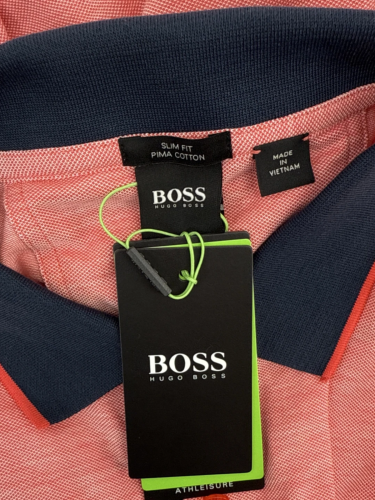 SLIM FIT
PIMA COTTON
MADE
IN
VIETNAM
BOSS
HUGO BOSS
BOSS
HUGO BOSS
ATHLEISURE